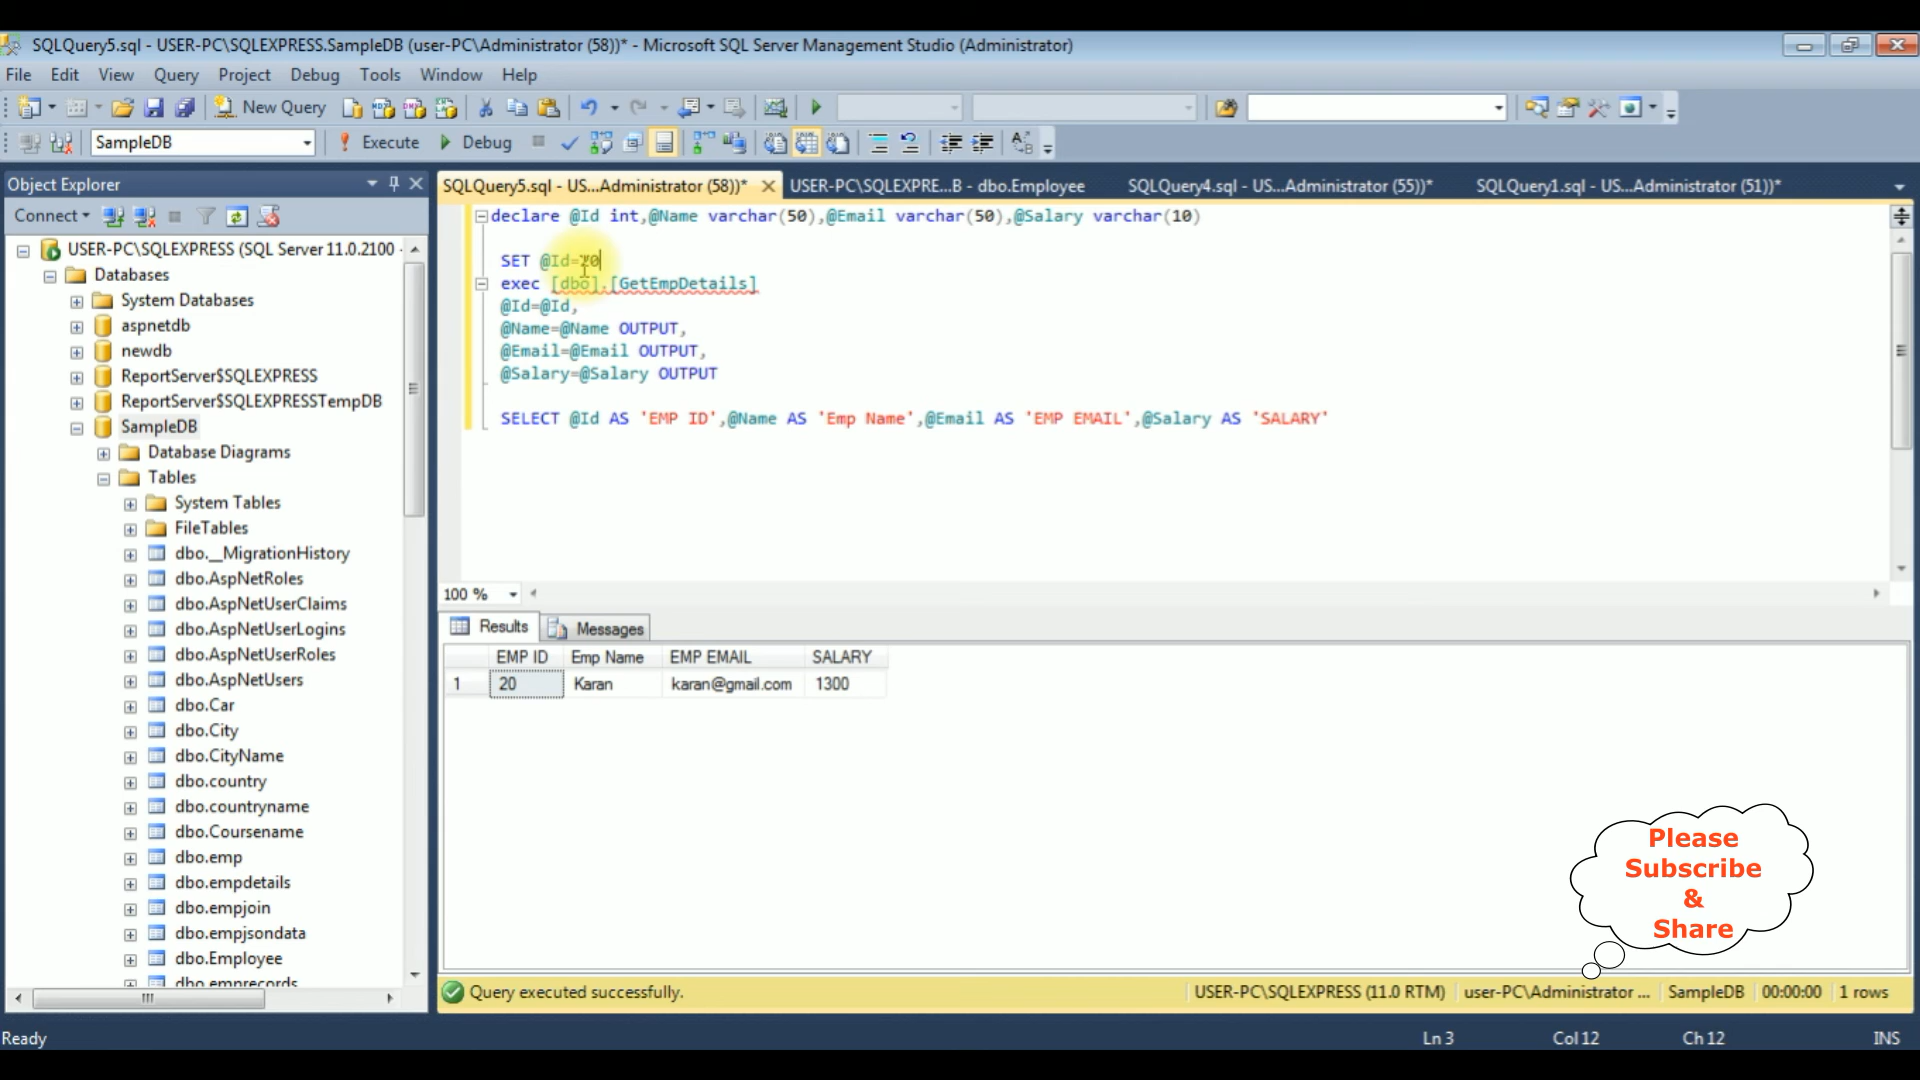 SQLQuery5.sql - USER-PC\SQLEXPRESS.SampleDB (user-PC\Administrator (58))* - Microsoft SQL Server Management Studio (Administrator)
File Edit View Query Project Debug Tools Window Help
New Query
SampleDB Execute Debug
Object Explorer
Connect
USER-PC\SQLEXPRESS (SQL Server 11.0.2100 -
Databases
System Databases
aspnetdb
newdb
ReportServer$SQLEXPRESS
ReportServer$SQLEXPRESSTempDB
SampleDB
Database Diagrams
Tables
System Tables
FileTables
dbo.__MigrationHistory
dbo.AspNetRoles
dbo.AspNetUserClaims
dbo.AspNetUserLogins
dbo.AspNetUserRoles
dbo.AspNetUsers
dbo.Car
dbo.City
dbo.CityName
dbo.country
dbo.countryname
dbo.Coursename
dbo.emp
dbo.empdetails
dbo.empjoin
dbo.empjsondata
dbo.Employee
dbo.emprecords
SQLQuery5.sql - US...Administrator (58))* USER-PC\SQLEXPRE...B - dbo.Employee SQLQuery4.sql - US...Administrator (55))* SQLQuery1.sql - US...Administrator (51))*
declare @Id int,@Name varchar(50),@Email varchar(50),@Salary varchar(10)
SET
exec [dbo].[GetEmpDetails]
@Id=@Id,
@Name=@Name OUTPUT,
@Email=@Email OUTPUT,
@Salary=@Salary OUTPUT
SELECT @Id AS 'EMP ID',@Name AS 'Emp Name',@Email AS 'EMP EMAIL',@Salary AS 'SALARY'
100 %
Results Messages
EMP ID Emp Name EMP EMAIL SALARY
1 20 Karan karan@gmail.com 1300
Please
Subscribe
&
Share
Query executed successfully. USER-PC\SQLEXPRESS (11.0 RTM) user-PC\Administrator ... SampleDB 00:00:00 1 rows
Ready Ln 3 Col 12 Ch 12 INS